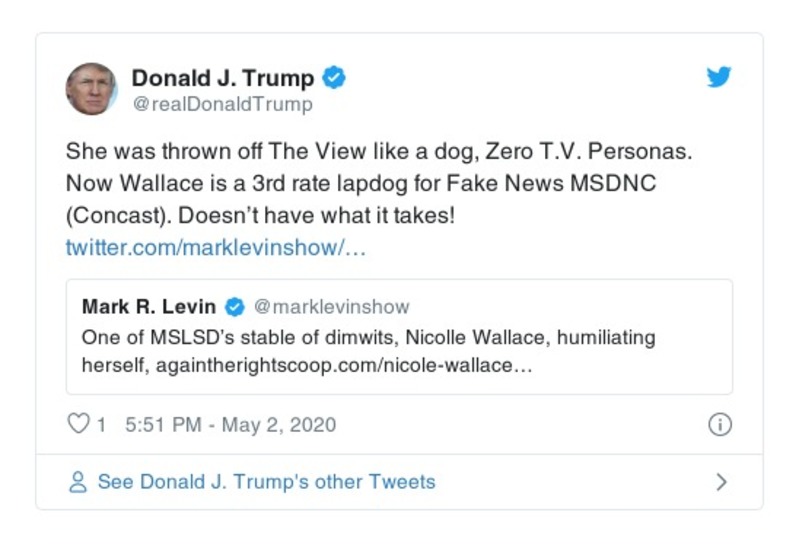 Donald J. Trump
@realDonaldTrump
She was thrown off The View like a dog, Zero T.V. Personas.
Now Wallace is a 3rd rate lapdog for Fake News MSDNC
(Concast). Doesn’t have what it takes!
twitter.com/marklevinshow/…
Mark R. Levin @marklevinshow
One of MSLSD’s stable of dimwits, Nicolle Wallace, humiliating
herself, againtherightscoop.com/nicole-wallace…
1 5:51 PM - May 2, 2020
See Donald J. Trump's other Tweets